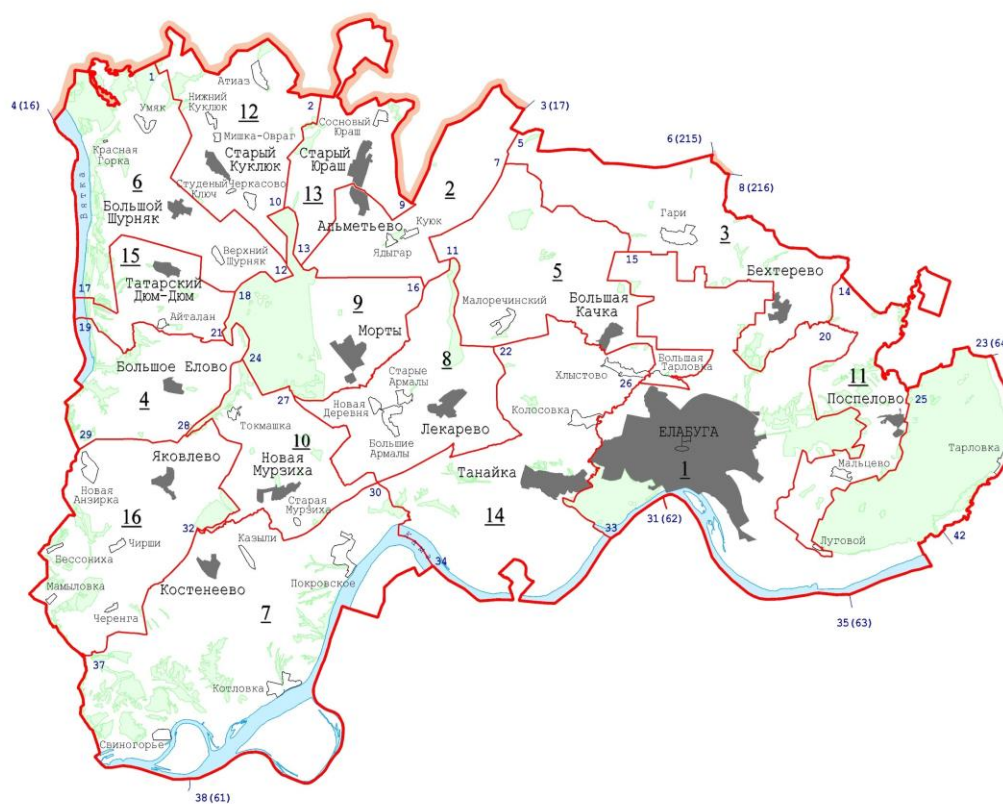 1
Атиаз
12
Нижний
Куклюк
2
4 (16)
Умяк
Мишка-Овраг
Сосновый
Юраш
3 (17)
Красная
Горка
Старый
Куклюк
Старый
Юраш
5
6 (215)
Вятка
6
Студеный
Ключ
Черкасово
13
7
2
8 (216)
Большой
Шурняк
10
9
Альметьево
Куюк
Гари
3
Ядыгар
15
Верхний
Шурняк
13
11
15
Татарский
Дюм-Дюм
12
16
5
Бехтерево
17
18
9
Малоречинский
Большая
Качка
14
19
Айталан
21
Морты
20
24
8
22
23 (64
Большое Елово
Старые
Армалы
Хлыстово
Большая
Тарловка
26
11
Поспелово
4
27
Новая
Деревня
25
Токмашка
Лекарево
Колосовка
28
Большие
Армалы
ЕЛАБУГА
29
10
Яковлево
Новая
Мурзиха
Танайка
1
Мальцево
Тарловка
Новая
Анзирка
Старая
Мурзиха
30
16
32
14
33
31 (62)
Казыли
Кама
Луговой
42
Чирши
Бессониха
34
Покровское
Костенеево
Мамыловка
35 (63)
Черенга
7
37
Котловка
Свиногорье
38 (61)